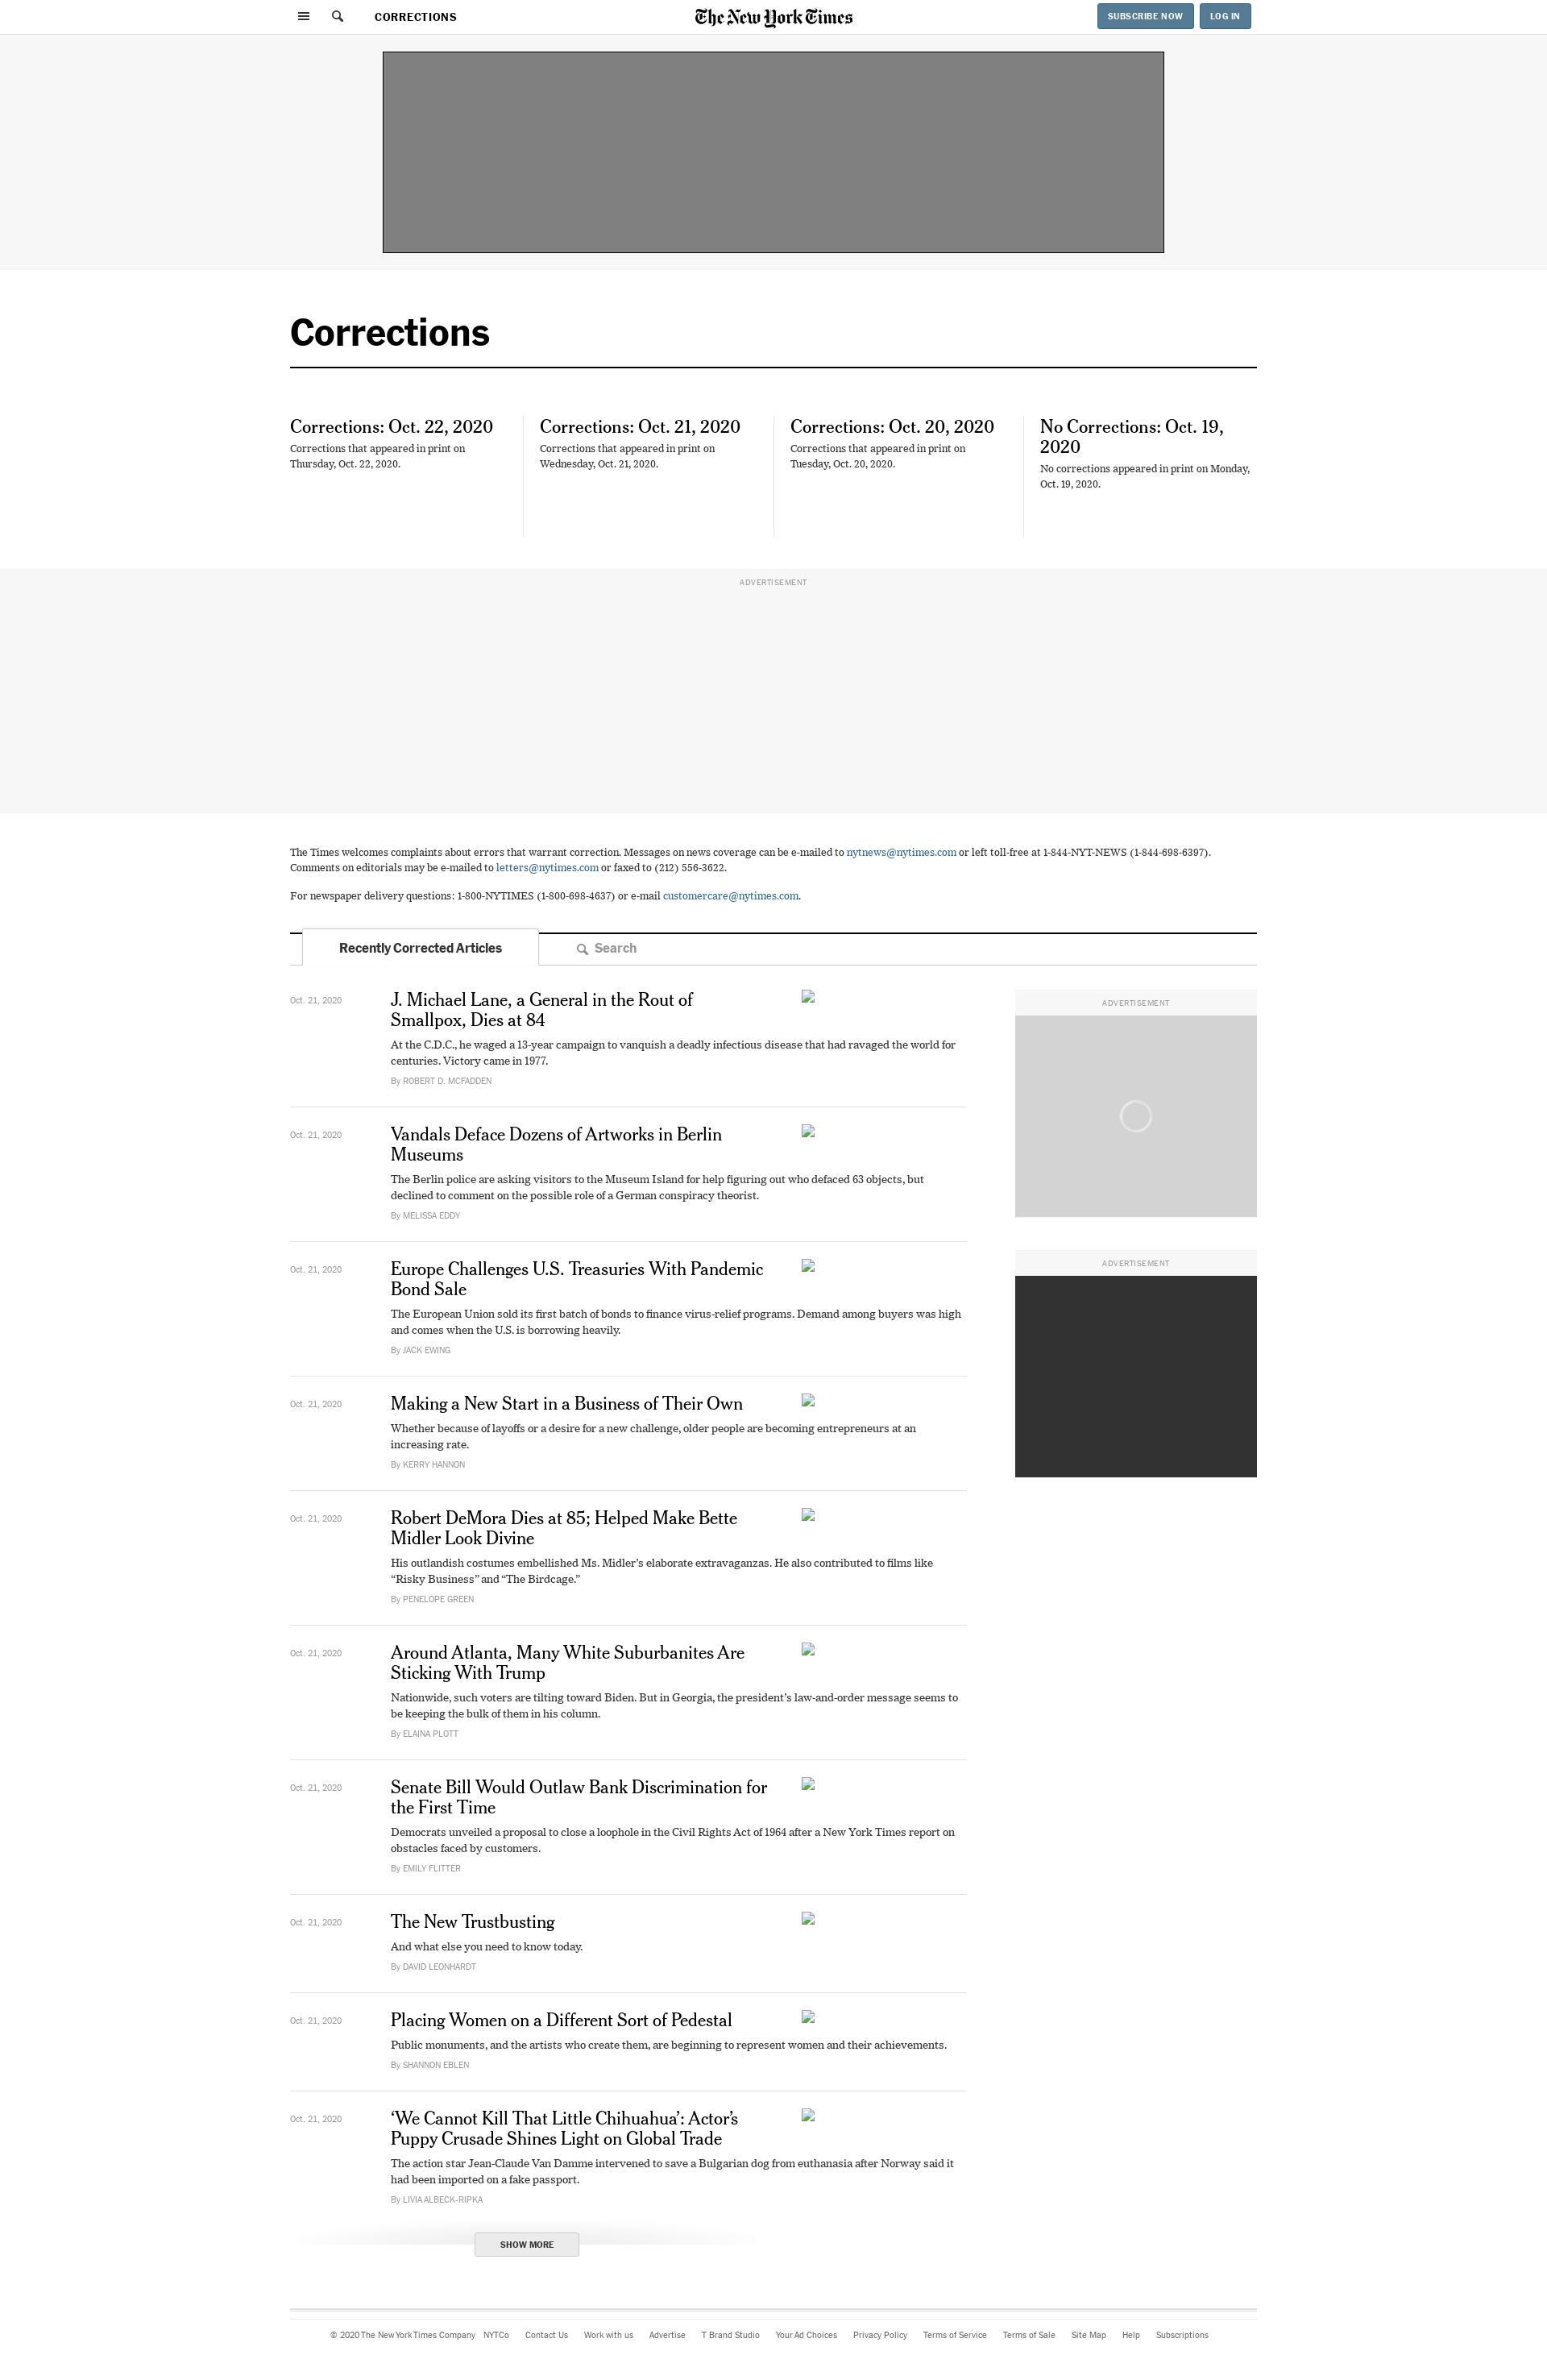 CORRECTIONS
The New York Times
SUBSCRIBE NOW
LOG IN
Corrections
Corrections: Oct. 22, 2020
Corrections that appeared in print on
Thursday, Oct. 22, 2020.
Corrections: Oct. 21, 2020
Corrections that appeared in print on
Wednesday, Oct. 21, 2020.
Corrections: Oct. 20, 2020
Corrections that appeared in print on
Tuesday, Oct. 20, 2020.
No Corrections: Oct. 19,
2020
No corrections appeared in print on Monday,
Oct. 19, 2020.
ADVERTISEMENT
The Times welcomes complaints about errors that warrant correction. Messages on news coverage can be e-mailed to nytnews@nytimes.com or left toll-free at 1-844-NYT-NEWS (1-844-698-6397).
Comments on editorials may be e-mailed to letters@nytimes.com or faxed to (212) 556-3622.
For newspaper delivery questions: 1-800-NYTIMES (1-800-698-4637) or e-mail customercare@nytimes.com.
Recently Corrected Articles
Search
Oct. 21, 2020
J. Michael Lane, a General in the Rout of
Smallpox, Dies at 84
At the C.D.C., he waged a 13-year campaign to vanquish a deadly infectious disease that had ravaged the world for
centuries. Victory came in 1977.
By ROBERT D. MCFADDEN
ADVERTISEMENT
Oct. 21, 2020
Vandals Deface Dozens of Artworks in Berlin
Museums
The Berlin police are asking visitors to the Museum Island for help figuring out who defaced 63 objects, but
declined to comment on the possible role of a German conspiracy theorist.
By MELISSA EDDY
ADVERTISEMENT
Oct. 21, 2020
Europe Challenges U.S. Treasuries With Pandemic
Bond Sale
The European Union sold its first batch of bonds to finance virus-relief programs. Demand among buyers was high
and comes when the U.S. is borrowing heavily.
By JACK EWING
Oct. 21, 2020
Making a New Start in a Business of Their Own
Whether because of layoffs or a desire for a new challenge, older people are becoming entrepreneurs at an
increasing rate.
By KERRY HANNON
Oct. 21, 2020
Robert DeMora Dies at 85; Helped Make Bette
Midler Look Divine
His outlandish costumes embellished Ms. Midler’s elaborate extravaganzas. He also contributed to films like
“Risky Business” and “The Birdcage.”
By PENELOPE GREEN
Oct. 21, 2020
Around Atlanta, Many White Suburbanites Are
Sticking With Trump
Nationwide, such voters are tilting toward Biden. But in Georgia, the president’s law-and-order message seems to
be keeping the bulk of them in his column.
By ELAINA PLOTT
Oct. 21, 2020
Senate Bill Would Outlaw Bank Discrimination for
the First Time
Democrats unveiled a proposal to close a loophole in the Civil Rights Act of 1964 after a New York Times report on
obstacles faced by customers.
By EMILY FLITTER
Oct. 21, 2020
The New Trustbusting
And what else you need to know today.
By DAVID LEONHARDT
Oct. 21, 2020
Placing Women on a Different Sort of Pedestal
Public monuments, and the artists who create them, are beginning to represent women and their achievements.
By SHANNON EBLEN
Oct. 21, 2020
‘We Cannot Kill That Little Chihuahua’: Actor’s
Puppy Crusade Shines Light on Global Trade
The action star Jean-Claude Van Damme intervened to save a Bulgarian dog from euthanasia after Norway said it
had been imported on a fake passport.
By LIVIA ALBECK-RIPKA
SHOW MORE
© 2020 The New York Times Company NYTCo Contact Us Work with us Advertise T Brand Studio Your Ad Choices Privacy Policy Terms of Service Terms of Sale Site Map Help Subscriptions